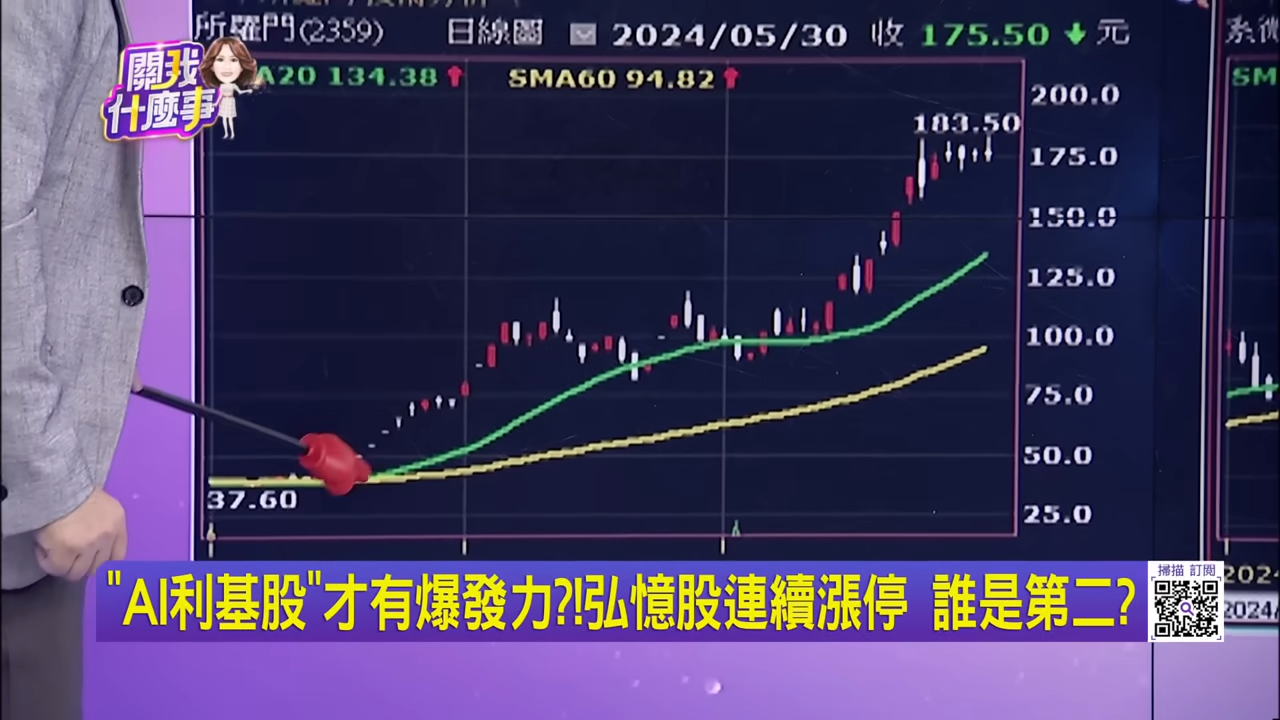 所羅門(2359) 日線圖 2024/05/30 收 175.50 元
關我
什麼事
A20 134.38 SMA60 94.82
SM
200.0
183.50
175.0
150.0
125.0
100.0
75.0
50.0
37.60
25.0
掃描 訂閱
"AI利基股"才有爆發力?!弘憶股連續漲停 誰是第二?
2024
2024/